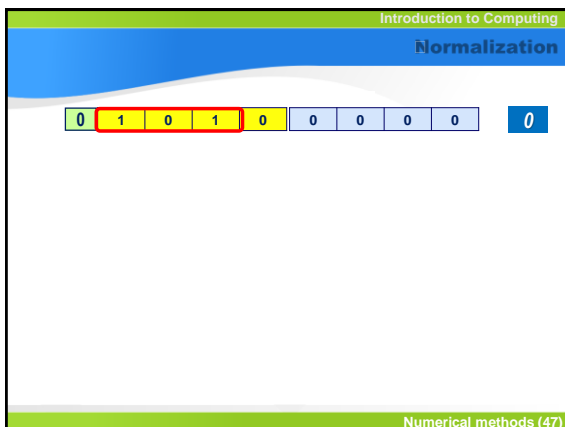 Introduction to Computing
Normalization
0 1 0 1 0 0 0 0 0 0
Numerical methods (47)